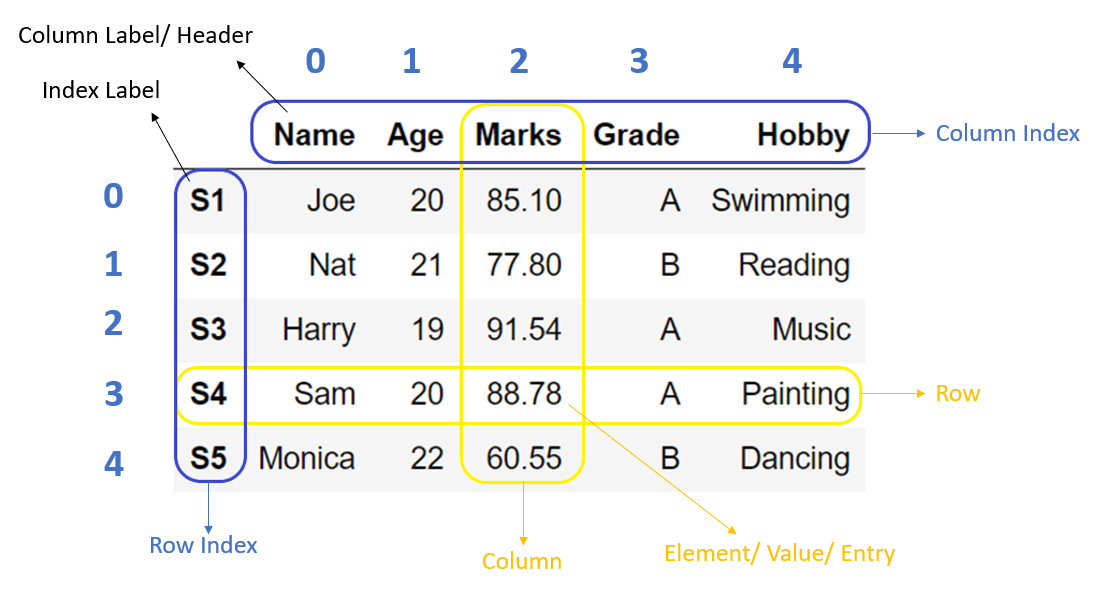 Column Label/ Header
0 1 2 3 4
Index Label
Name Age Marks Grade Hobby
Column Index
0 S1 Joe 20 85.10 A Swimming
1 S2 Nat 21 77.80 B Reading
2 S3 Harry 19 91.54 A Music
3 S4 Sam 20 88.78 A Painting Row
4 S5 Monica 22 60.55 B Dancing
Row Index
Column
Element/ Value/ Entry